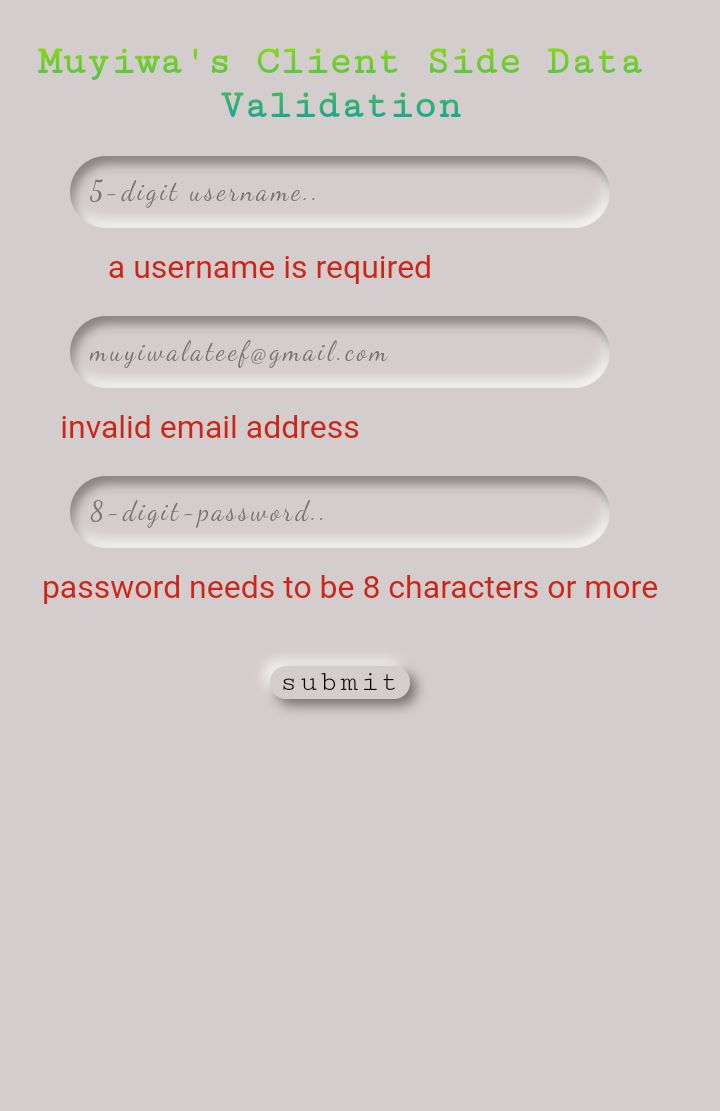 Muyiwa's Client Side Data
Validation
5-digit username..
a username is required
muyiwalateef@gmail.com
invalid email address
8-digit-password..
password needs to be 8 characters or more
submit